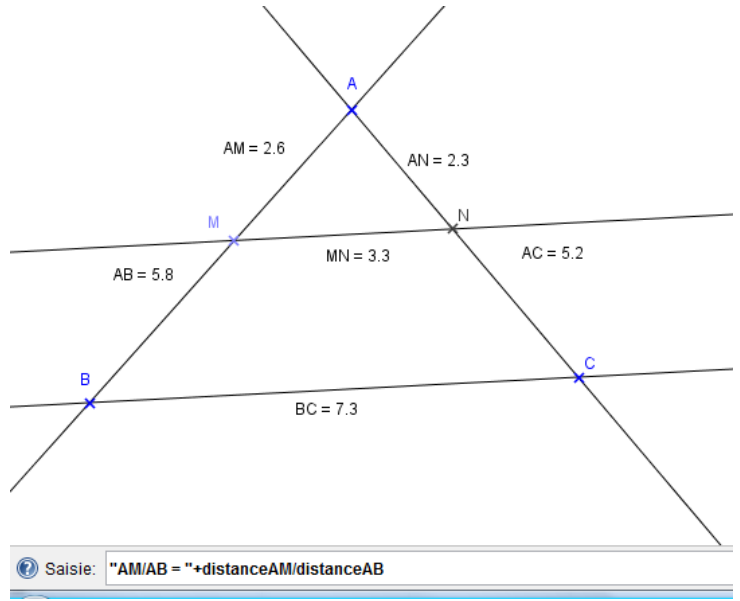 A
AM = 2.6
AN = 2.3
M
N
AB = 5.8
MN = 3.3
AC = 5.2
B
C
BC = 7.3
Saisie: "AM/AB = "+distanceAM/distanceAB